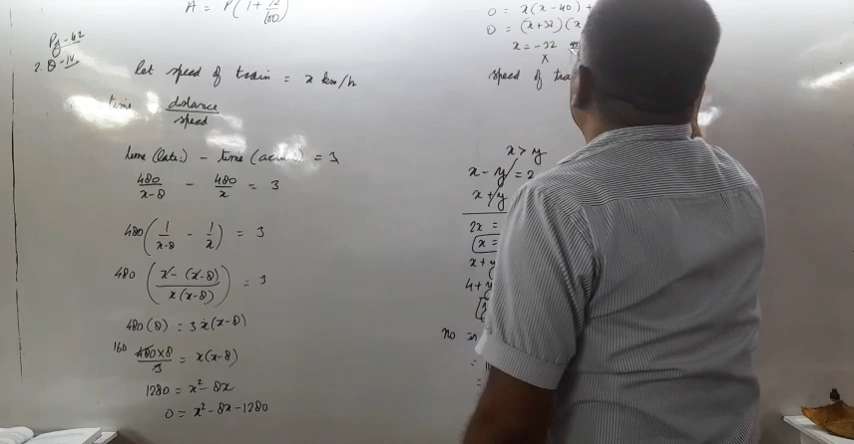 A = P(1 + 12/100)
Pg-42
2. Q-14
Let speed of train = x km/h
time distance/speed
time (late) - time (actual) = 3
480/(x-8) - 480/x = 3
480(1/(x-8) - 1/x) = 3
480((x-(x-8))/(x(x-8))) = 3
480(8) = 3x(x-8)
160 480×8/3 = x(x-8)
1280 = x² - 8x
0 = x² - 8x - 1280
0 = x(x-40) +
0 = (x+32)(x
x = -32
x
speed of
x > y
x - y = 2
x + y
2x =
x =
x +
4 +
no